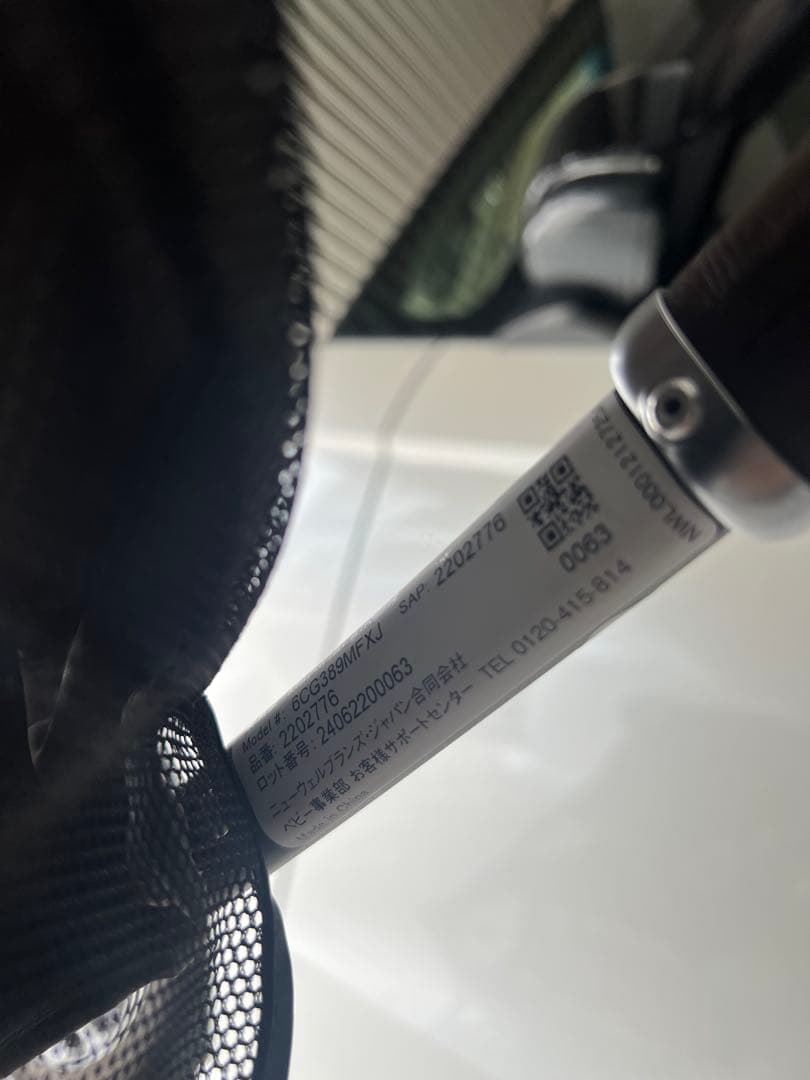 Model #: 6CG389MFXJ SAP: 2202776
品番: 2202776
ロット番号: 24062200063
ニューウェルブランズ・ジャパン合同会社
ベビー事業部 お客様サポートセンター TEL 0120-415-814
Made in China
0063
NWL000121272